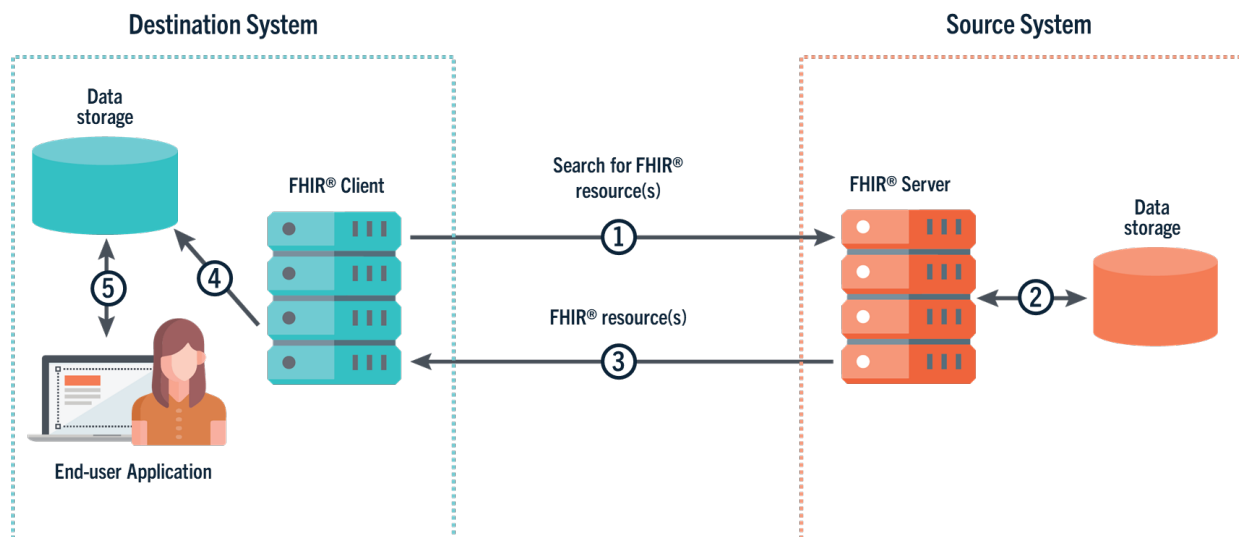 Destination System
Source System
Data
storage
FHIR® Client
Search for FHIR®
resource(s)
FHIR® Server
Data
storage
1
5
4
2
FHIR® resource(s)
3
End-user Application